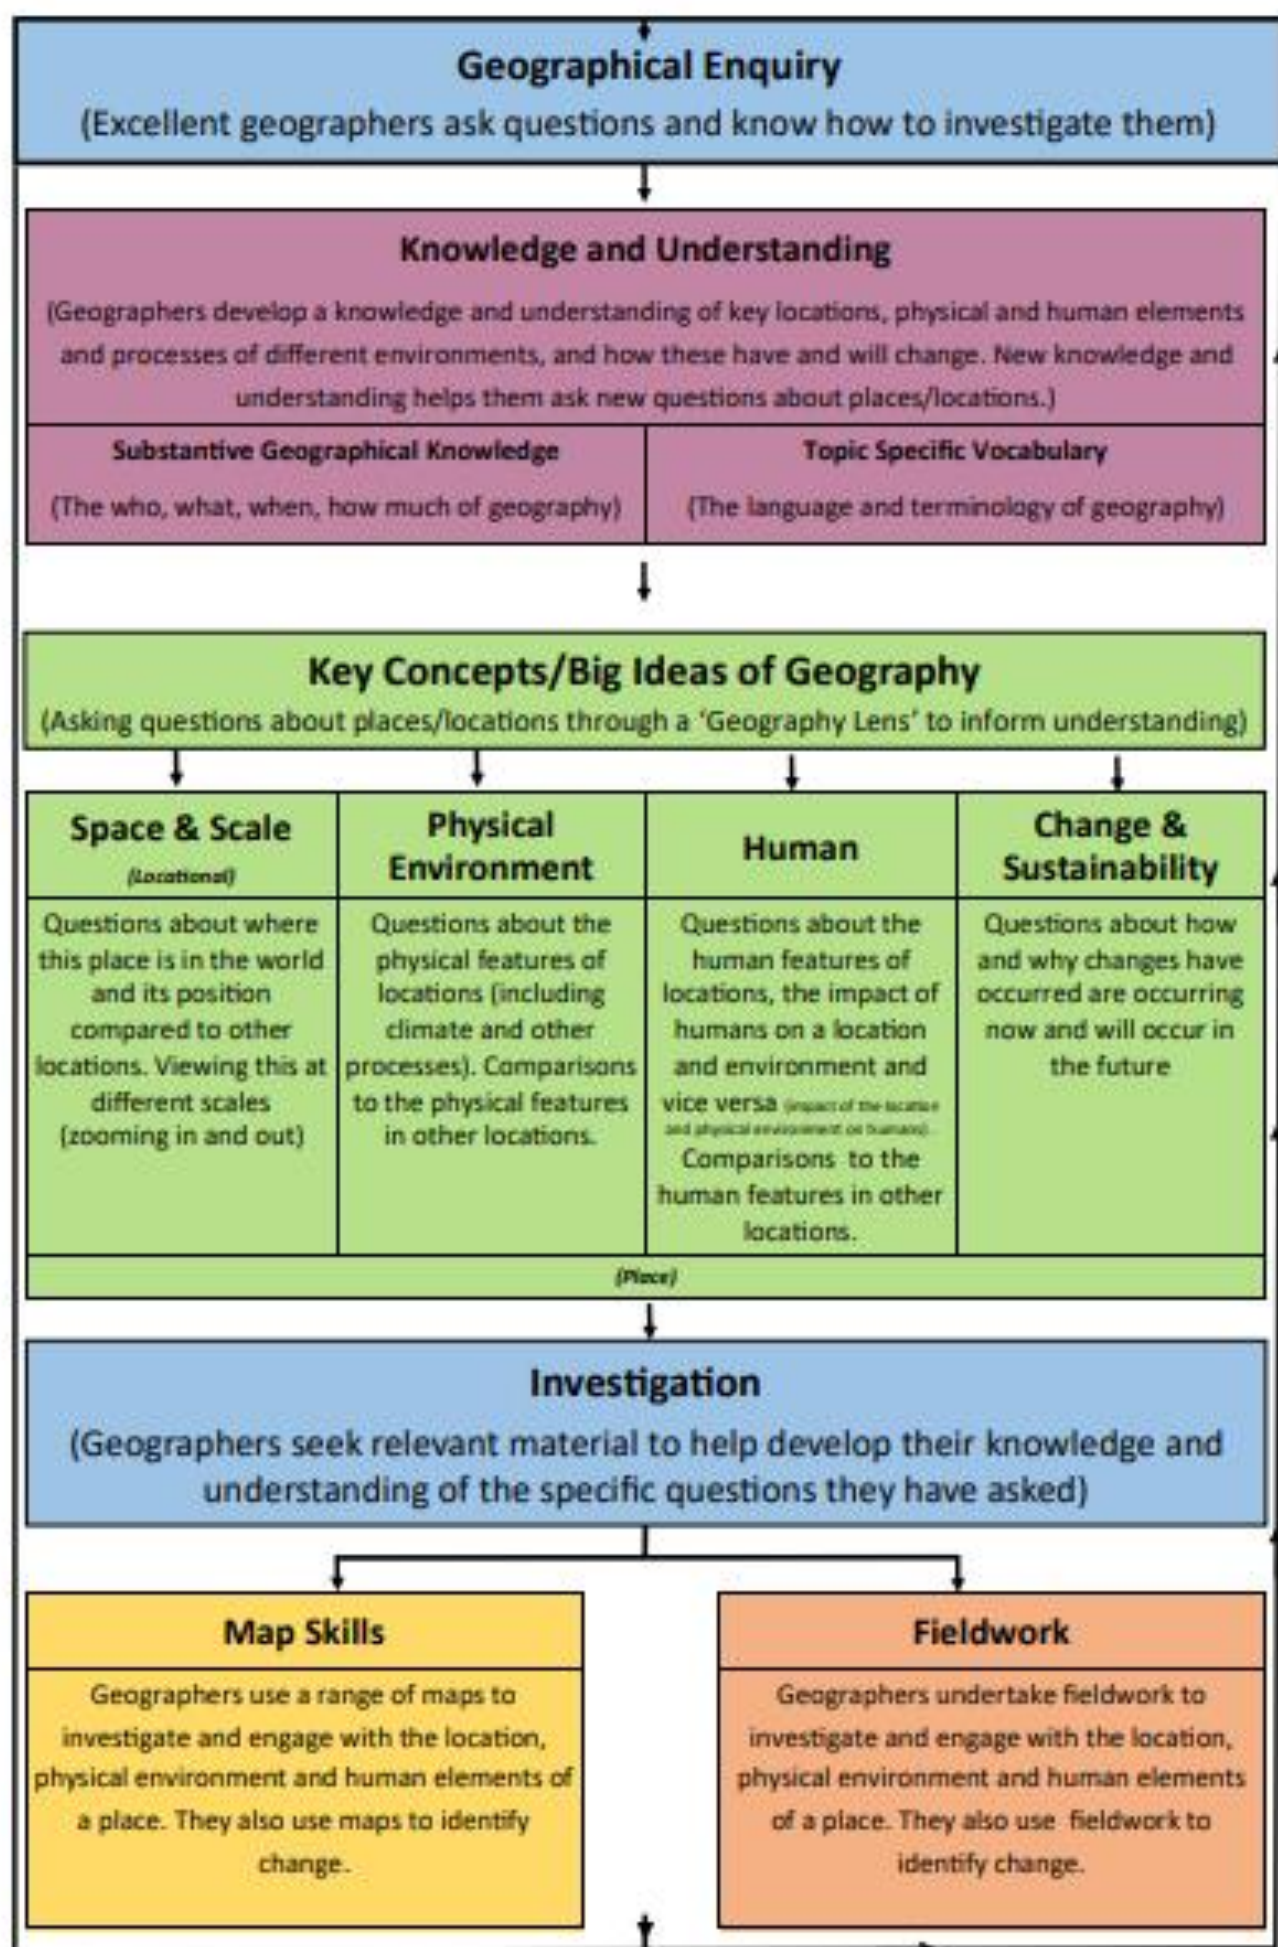 Geographical Enquiry
(Excellent geographers ask questions and know how to investigate them)
Knowledge and Understanding
(Geographers develop a knowledge and understanding of key locations, physical and human elements
and processes of different environments, and how these have and will change. New knowledge and
understanding helps them ask new questions about places/locations.)
Substantive Geographical Knowledge
(The who, what, when, how much of geography)
Topic Specific Vocabulary
(The language and terminology of geography)
Key Concepts/Big Ideas of Geography
(Asking questions about places/locations through a ‘Geography Lens’ to inform understanding)
Space & Scale
(Locational)
Questions about where
this place is in the world
and its position
compared to other
locations. Viewing this at
different scales
(zooming in and out)
Physical
Environment
Questions about the
physical features of
locations (including
climate and other
processes). Comparisons
to the physical features
in other locations.
Human
Questions about the
human features of
locations, the impact of
humans on a location
and environment and
vice versa (impact of the location
and physical environment on humans).
Comparisons to the
human features in other
locations.
Change &
Sustainability
Questions about how
and why changes have
occurred are occurring
now and will occur in
the future
(Place)
Investigation
(Geographers seek relevant material to help develop their knowledge and
understanding of the specific questions they have asked)
Map Skills
Geographers use a range of maps to
investigate and engage with the location,
physical environment and human elements of
a place. They also use maps to identify
change.
Fieldwork
Geographers undertake fieldwork to
investigate and engage with the location,
physical environment and human elements
of a place. They also use fieldwork to
identify change.